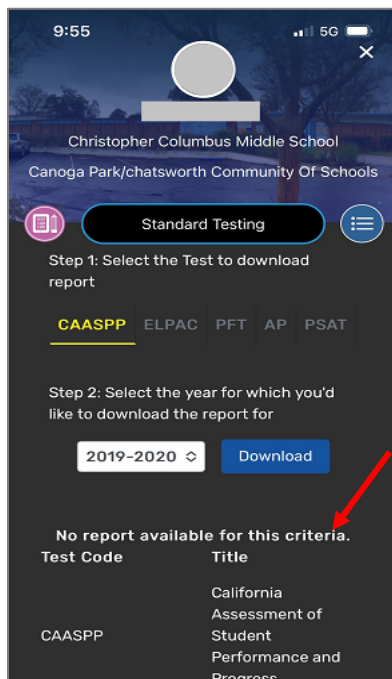 9:55
5G
×
Christopher Columbus Middle School
Canoga Park/chatsworth Community Of Schools
Standard Testing
Step 1: Select the Test to download
report
CAASPP ELPAC PFT AP PSAT
Step 2: Select the year for which you'd
like to download the report for
2019-2020 Download
No report available for this criteria.
Test Code Title
California
Assessment of
CAASPP Student
Performance and
Progress